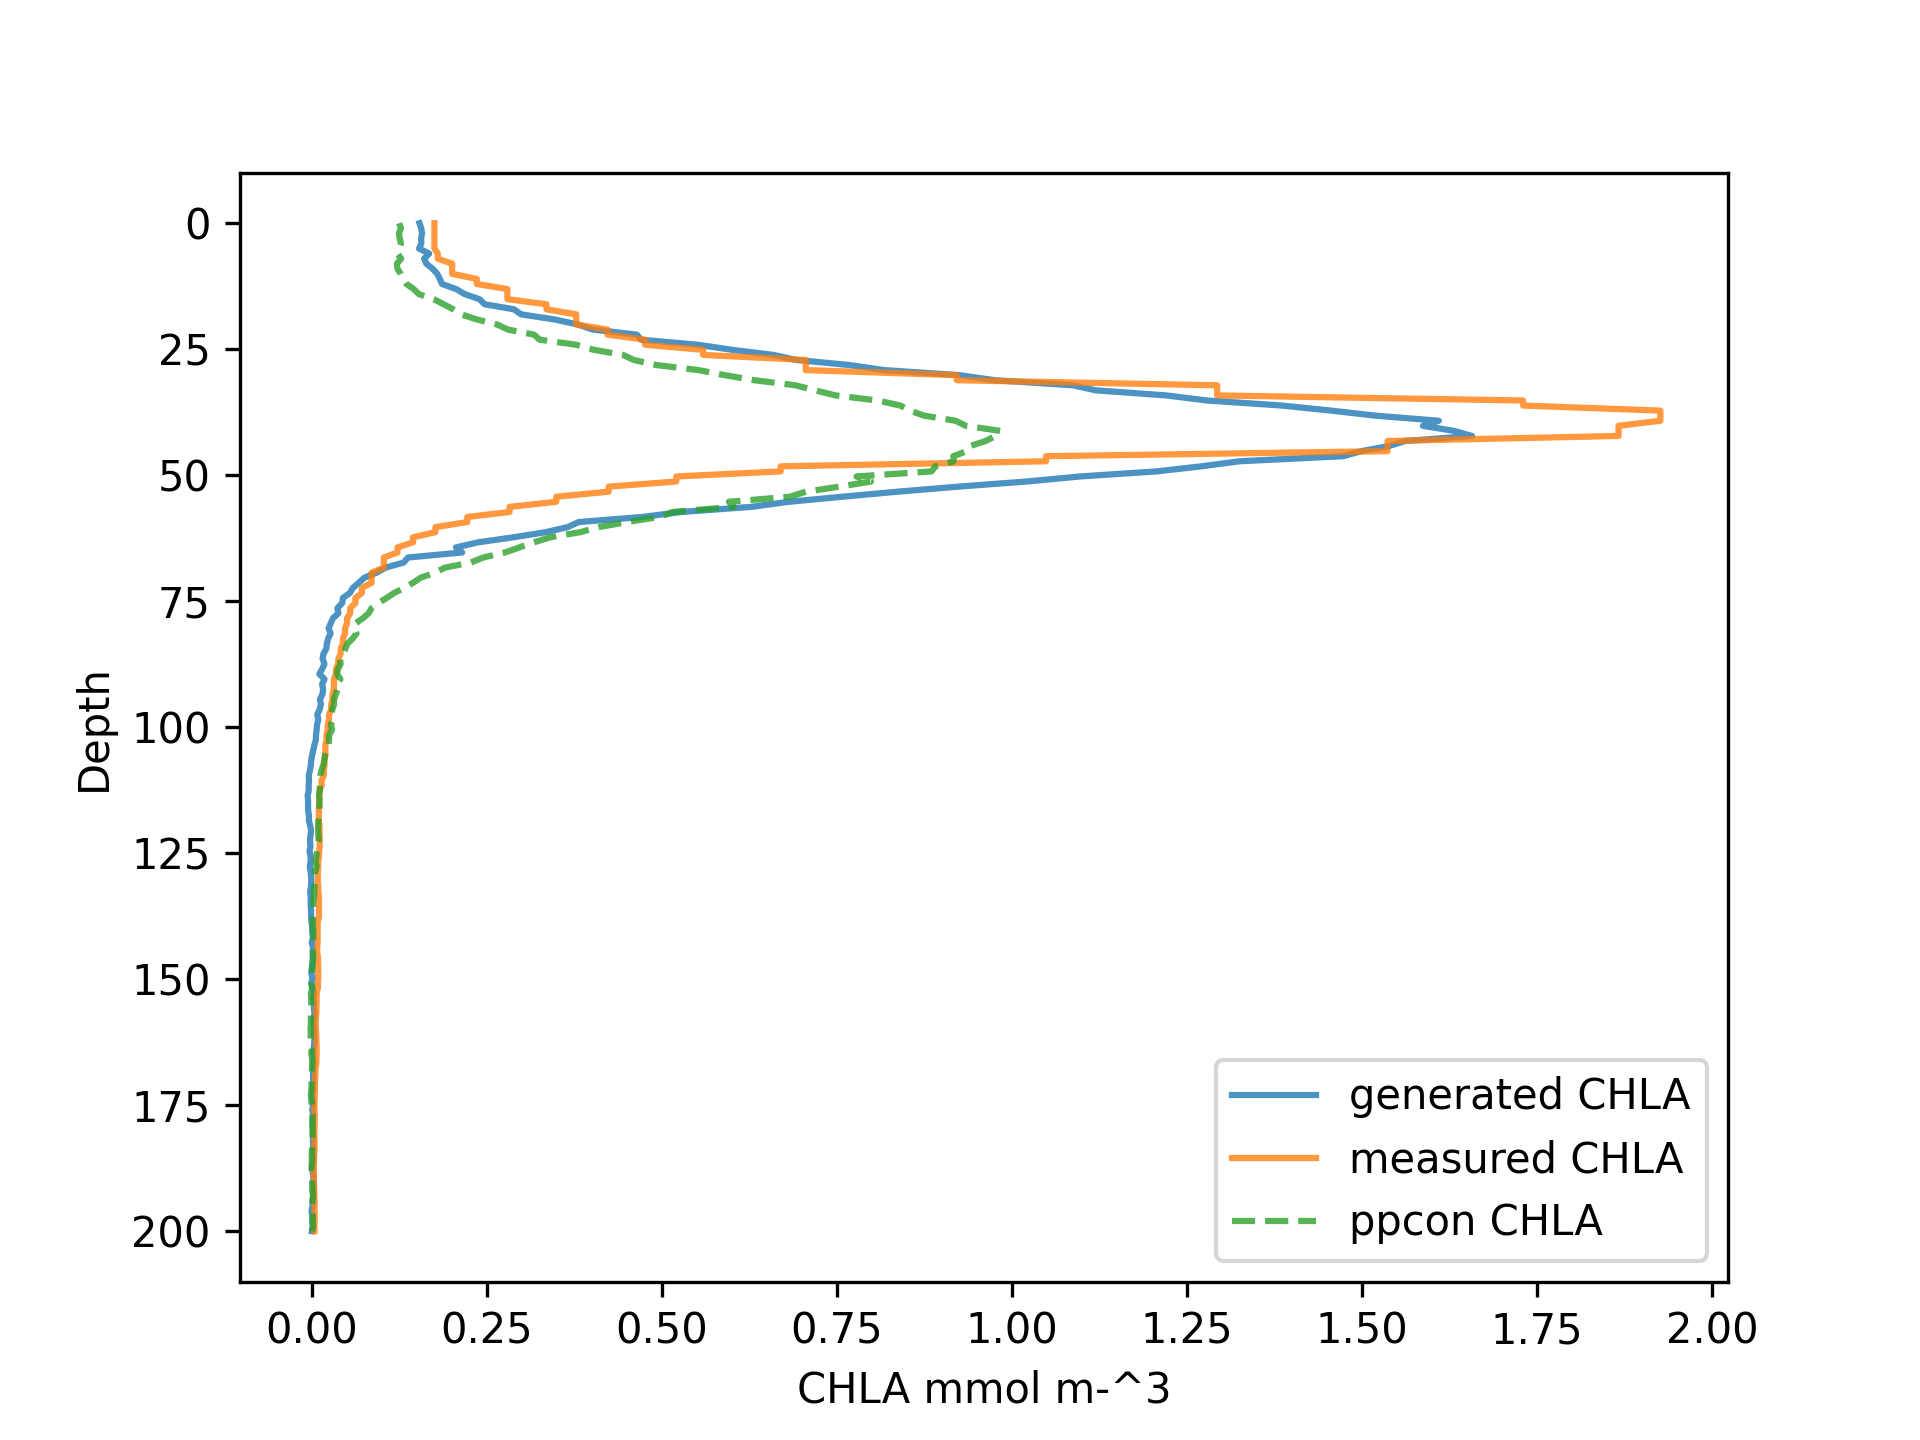 0
25
50
75
100
125
150
175
200
Depth
0.00 0.25 0.50 0.75 1.00 1.25 1.50 1.75 2.00
CHLA mmol m-^3
generated CHLA
measured CHLA
ppcon CHLA